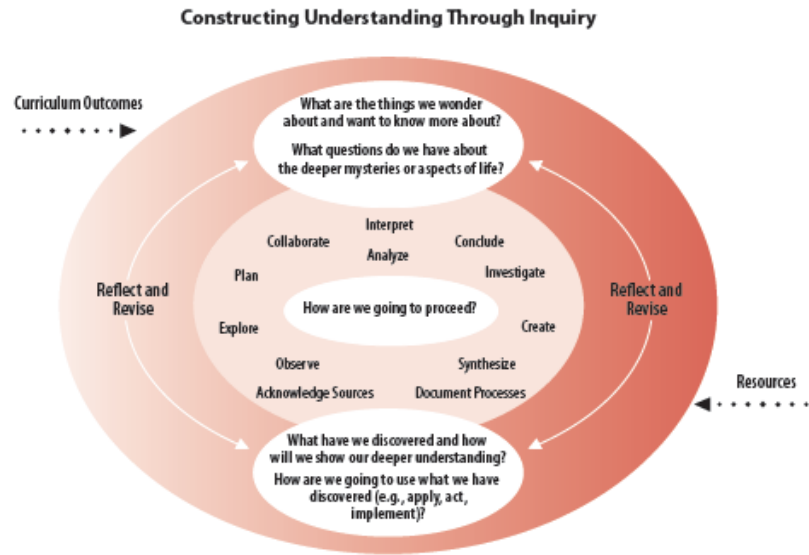 Constructing Understanding Through Inquiry
Curriculum Outcomes
What are the things we wonder
about and want to know more about?
What questions do we have about
the deeper mysteries or aspects of life?
Interpret
Collaborate
Analyze
Conclude
Plan
Investigate
Reflect and
Revise
How are we going to proceed?
Reflect and
Revise
Explore
Create
Observe
Synthesize
Acknowledge Sources
Document Processes
Resources
What have we discovered and how
will we show our deeper understanding?
How are we going to use what we have
discovered (e.g., apply, act,
implement)?